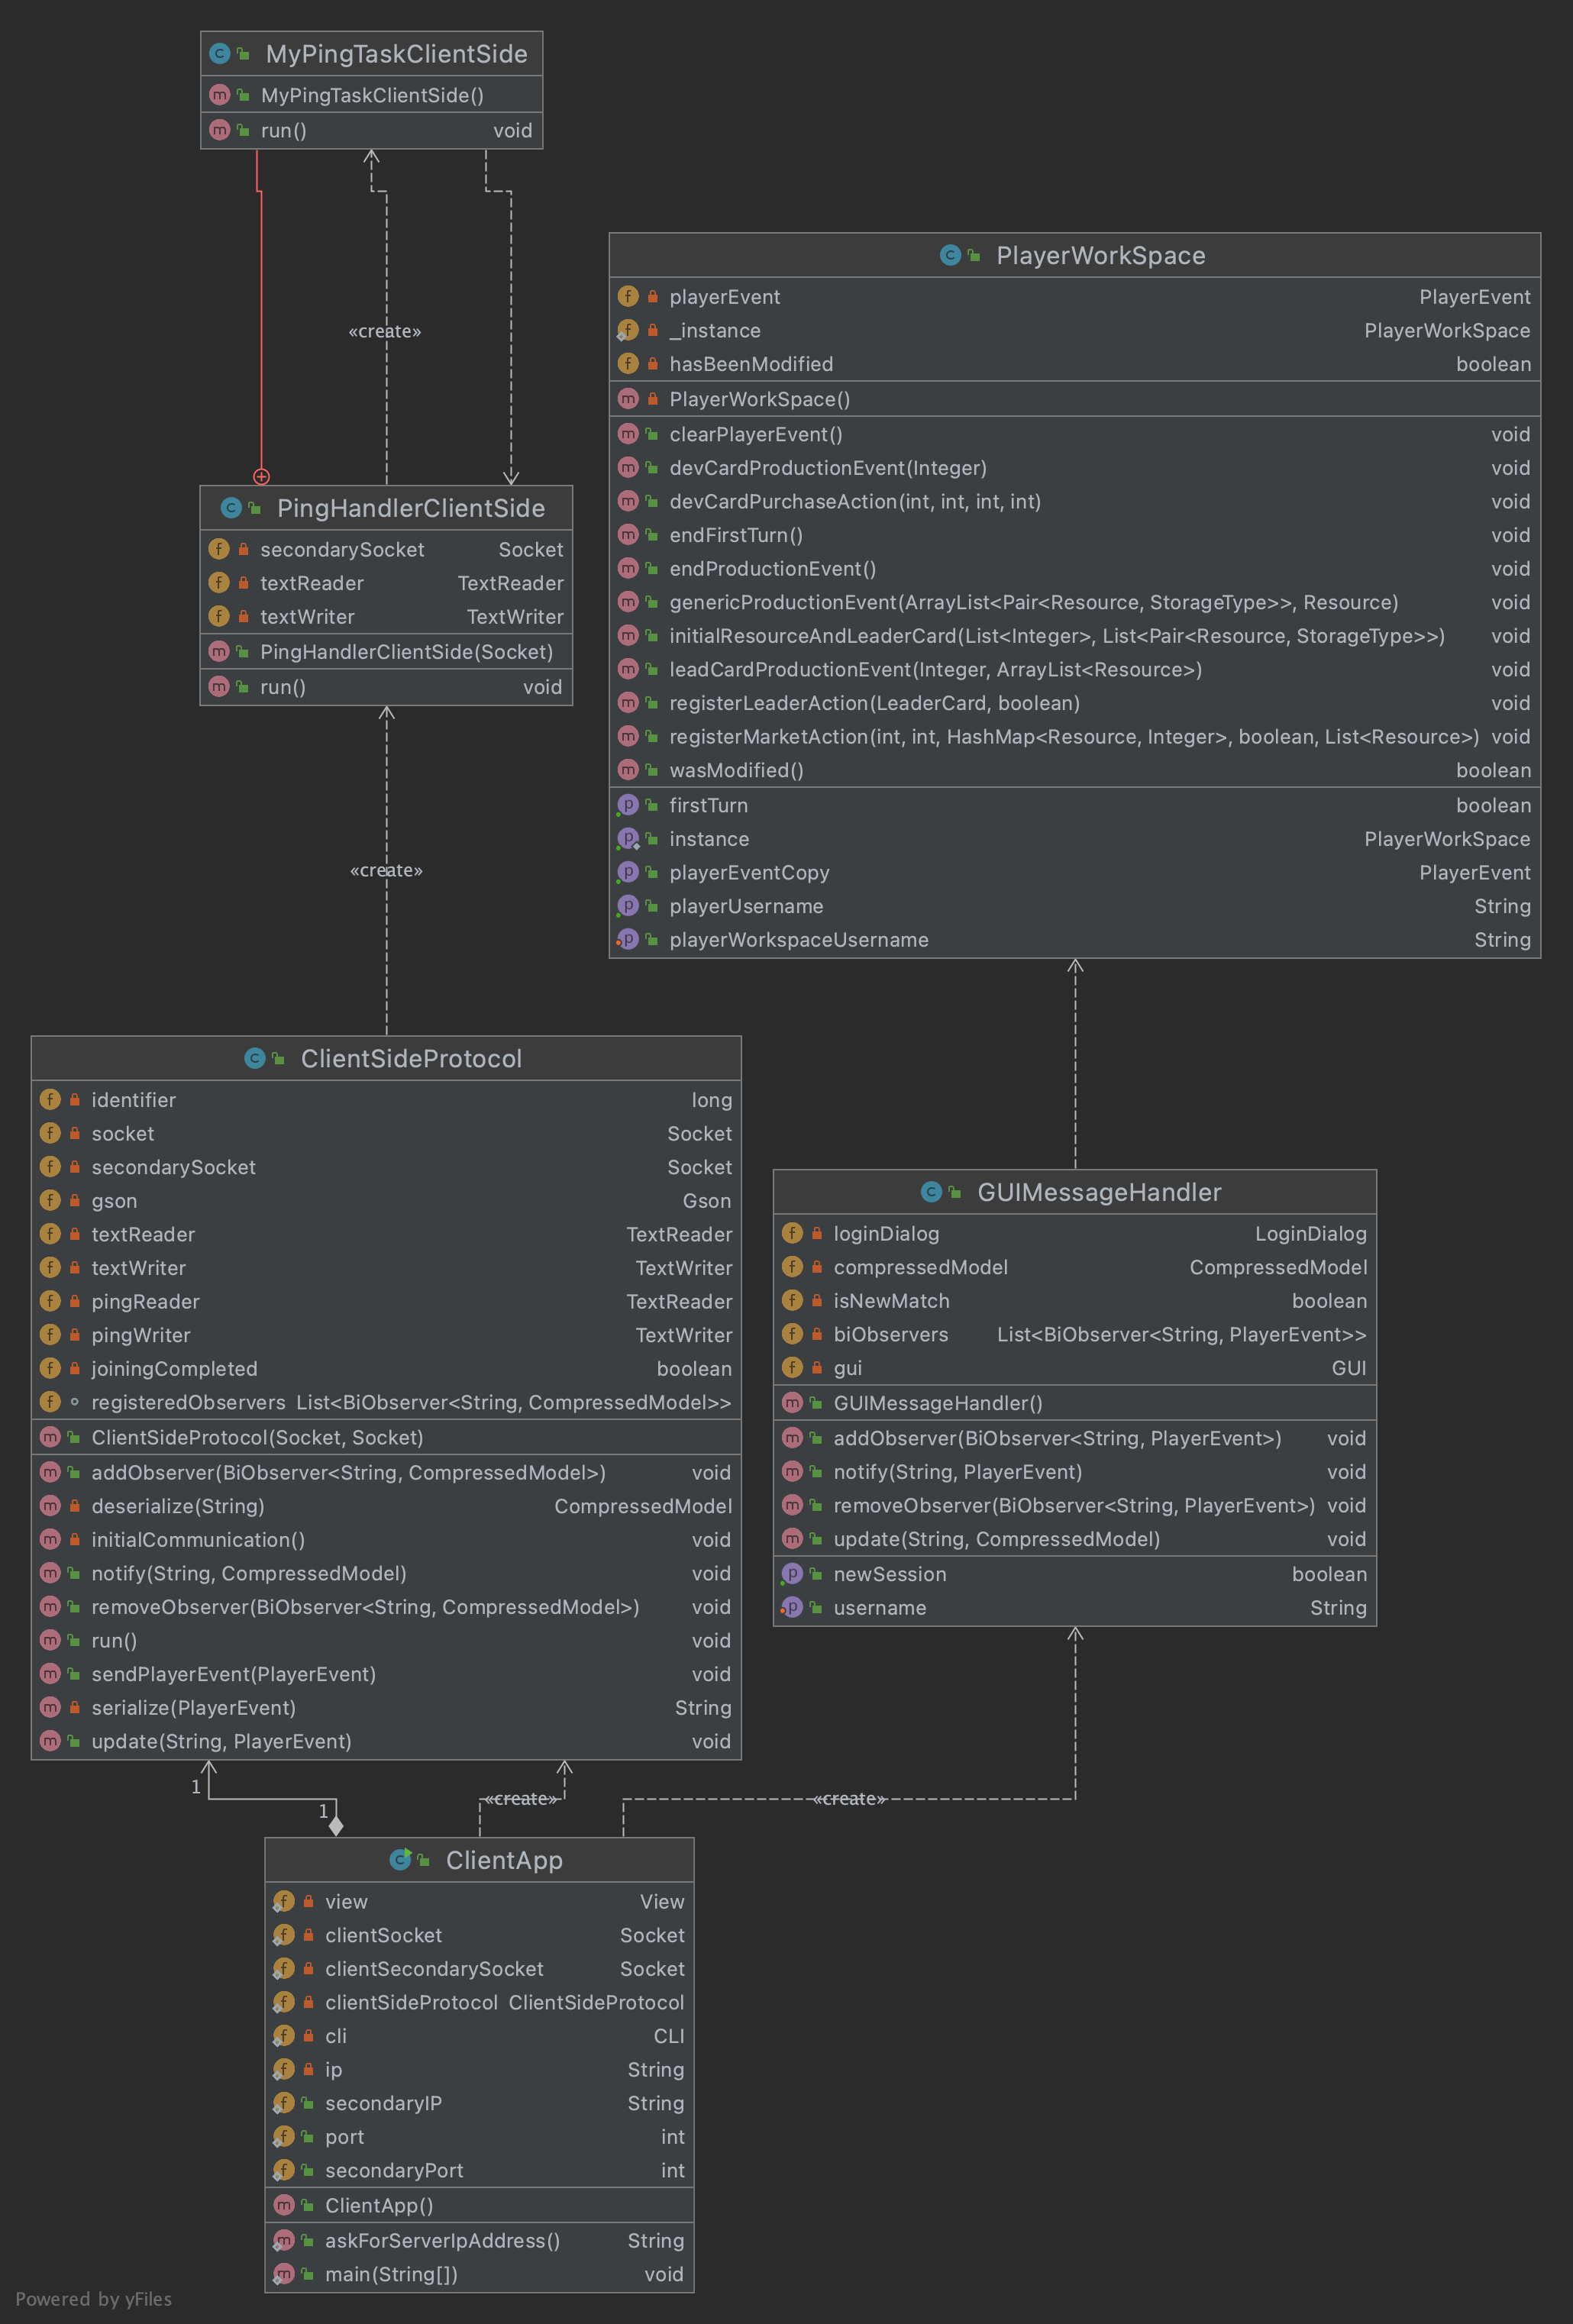 MyPingTaskClientSide
MyPingTaskClientSide()
run() void
«create»
PingHandlerClientSide
secondarySocket Socket
textReader TextReader
textWriter TextWriter
PingHandlerClientSide(Socket)
run() void
«create»
PlayerWorkSpace
playerEvent PlayerEvent
_instance PlayerWorkSpace
hasBeenModified boolean
PlayerWorkSpace()
clearPlayerEvent() void
devCardProductionEvent(Integer) void
devCardPurchaseAction(int, int, int, int) void
endFirstTurn() void
endProductionEvent() void
genericProductionEvent(ArrayList<Pair<Resource, StorageType>>, Resource) void
initialResourceAndLeaderCard(List<Integer>, List<Pair<Resource, StorageType>>) void
leadCardProductionEvent(Integer, ArrayList<Resource>) void
registerLeaderAction(LeaderCard, boolean) void
registerMarketAction(int, int, HashMap<Resource, Integer>, boolean, List<Resource>) void
wasModified() boolean
firstTurn boolean
instance PlayerWorkSpace
playerEventCopy PlayerEvent
playerUsername String
playerWorkspaceUsername String
ClientSideProtocol
identifier long
socket Socket
secondarySocket Socket
gson Gson
textReader TextReader
textWriter TextWriter
pingReader TextReader
pingWriter TextWriter
joiningCompleted boolean
registeredObservers List<BiObserver<String, CompressedModel>>
ClientSideProtocol(Socket, Socket)
addObserver(BiObserver<String, CompressedModel>) void
deserialize(String) CompressedModel
initialCommunication() void
notify(String, CompressedModel) void
removeObserver(BiObserver<String, CompressedModel>) void
run() void
sendPlayerEvent(PlayerEvent) void
serialize(PlayerEvent) String
update(String, PlayerEvent) void
GUIMessageHandler
loginDialog LoginDialog
compressedModel CompressedModel
isNewMatch boolean
biObservers List<BiObserver<String, PlayerEvent>>
gui GUI
GUIMessageHandler()
addObserver(BiObserver<String, PlayerEvent>) void
notify(String, PlayerEvent) void
removeObserver(BiObserver<String, PlayerEvent>) void
update(String, CompressedModel) void
newSession boolean
username String
1
1
«create»
«create»
ClientApp
view View
clientSocket Socket
clientSecondarySocket Socket
clientSideProtocol ClientSideProtocol
cli CLI
ip String
secondaryIP String
port int
secondaryPort int
ClientApp()
askForServerIpAddress() String
main(String[]) void
Powered by yFiles